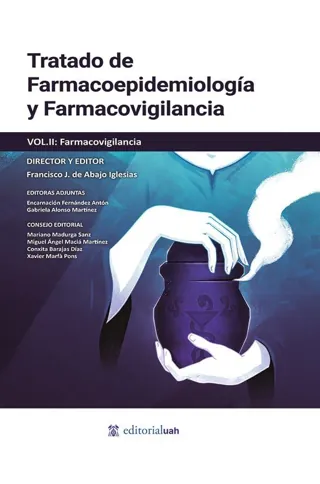 Tratado de
Farmacoepidemiología
y Farmacovigilancia
VOL.II: Farmacovigilancia
DIRECTOR Y EDITOR
Francisco J. de Abajo Iglesias
EDITORAS ADJUNTAS
Encarnación Fernández Antón
Gabriela Alonso Martínez
CONSEJO EDITORIAL
Mariano Madurga Sanz
Miguel Ángel Maciá Martínez
Conxita Barajas Díaz
Xavier Marfà Pons
editorialuah